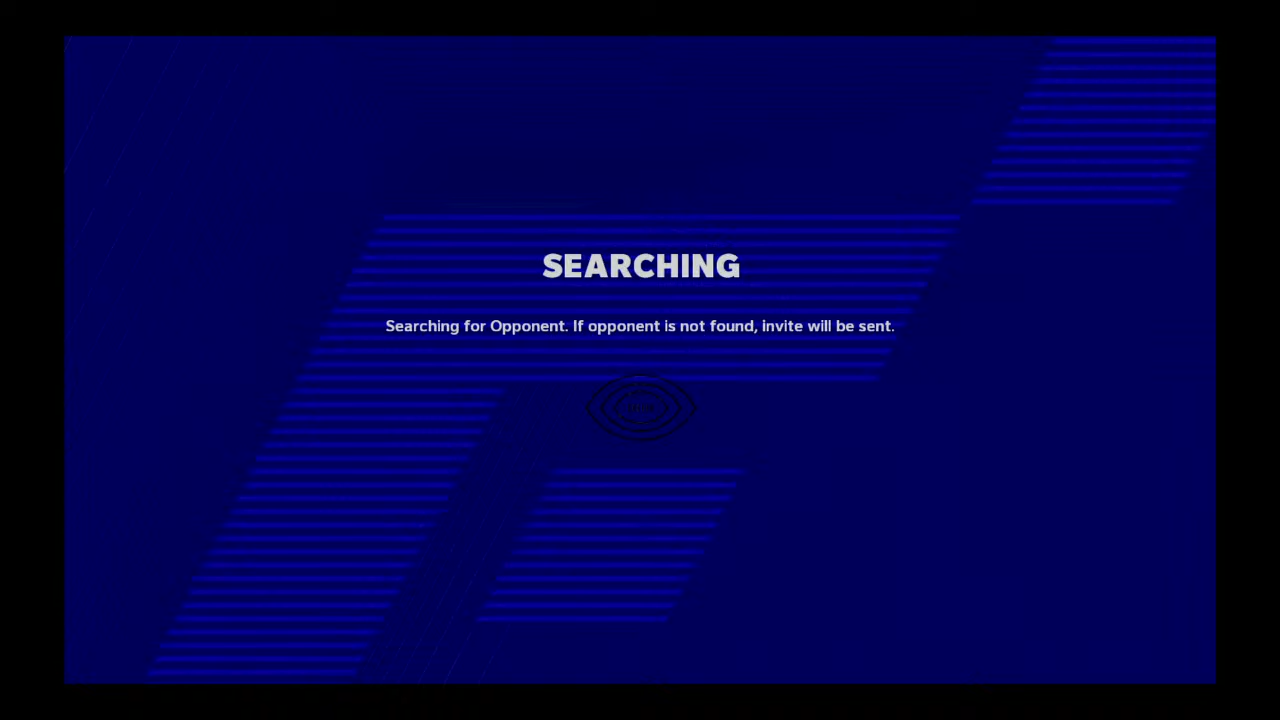 SEARCHING
Searching for Opponent. If opponent is not found, invite will be sent.